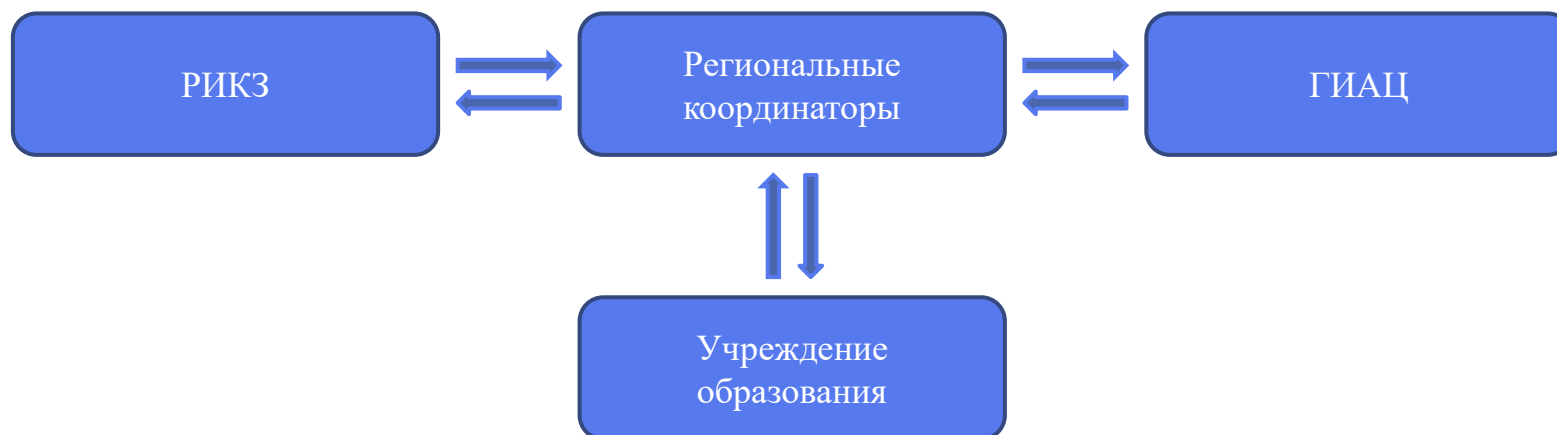 РИКЗ
Региональные
координаторы
ГИАЦ
Учреждение
образования